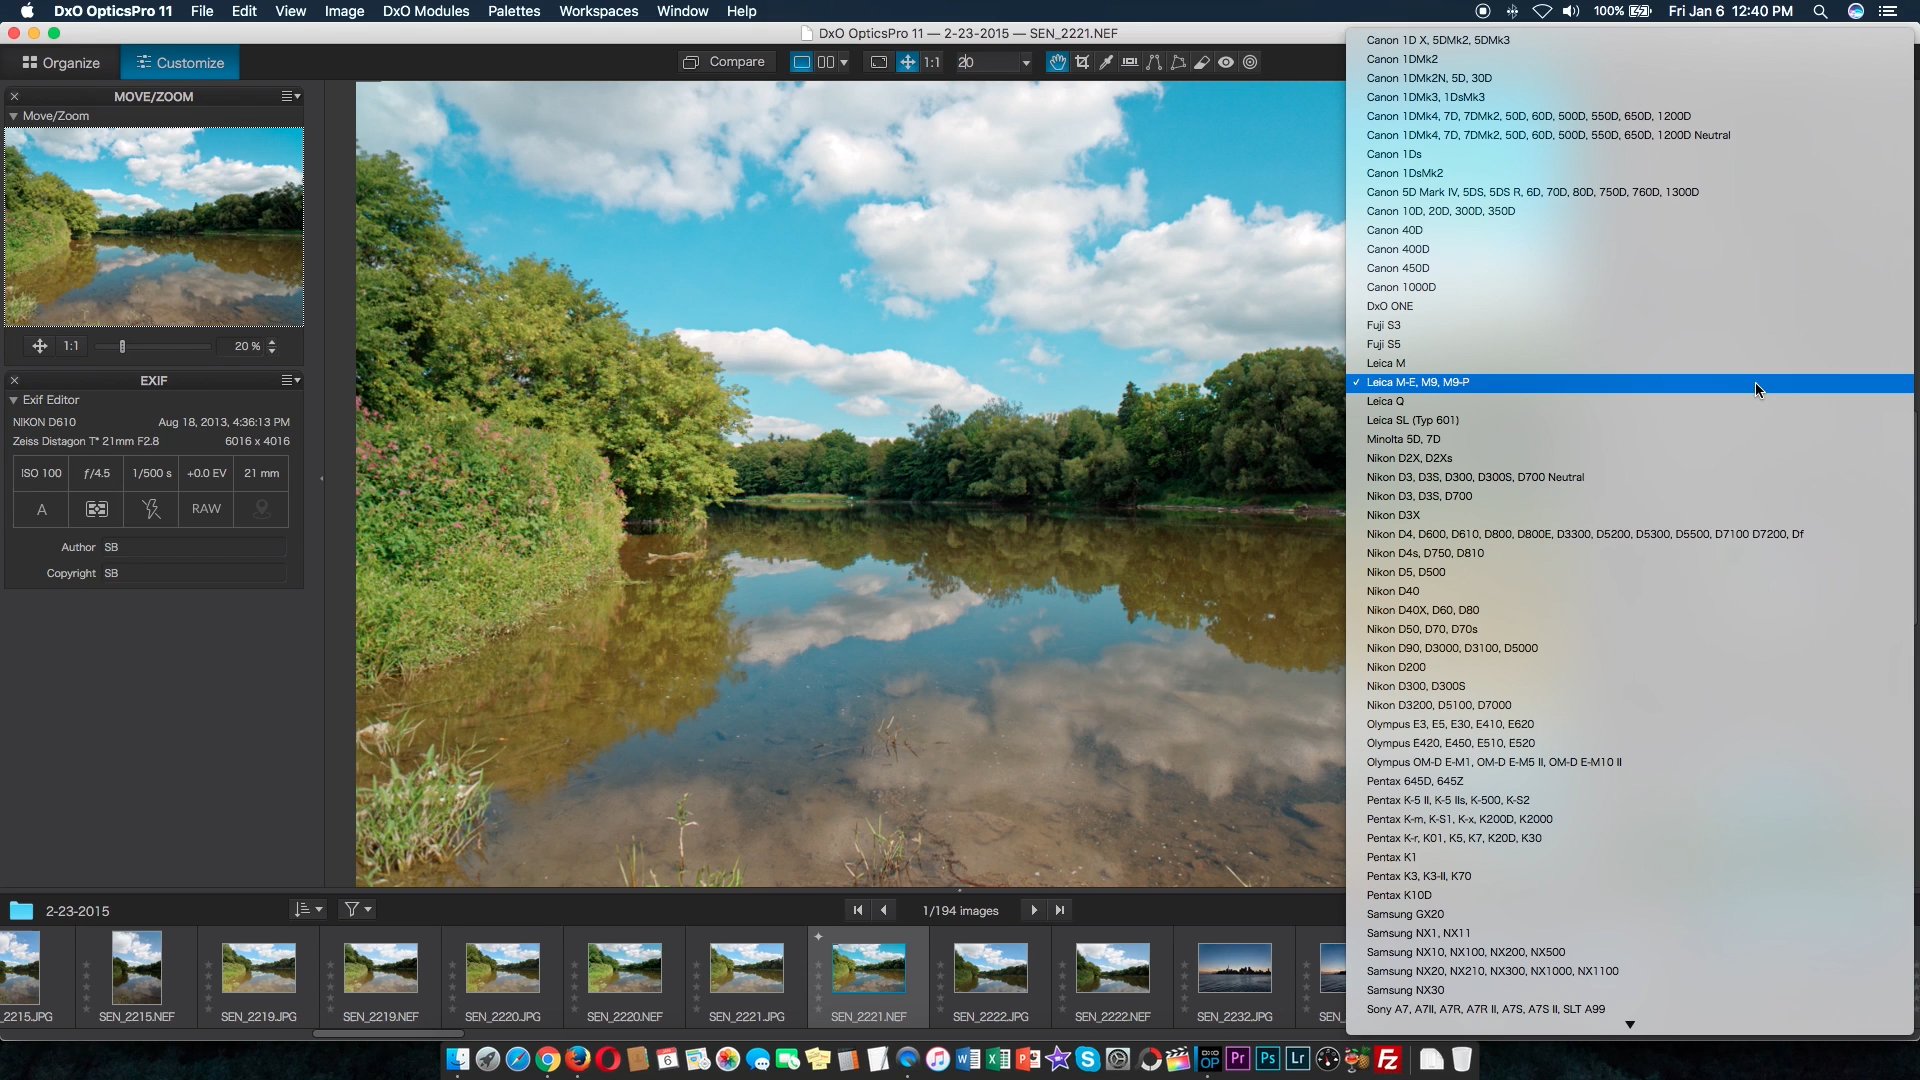 DxO OpticsPro 11 File Edit View Image DxO Modules Palettes Workspaces Window Help 100% Fri Jan 6 12:40 PM
DxO OpticsPro 11 — 2-23-2015 — SEN_2221.NEF
Organize Customize Compare 1:1 20
MOVE/ZOOM
Move/Zoom
1:1 20 %
EXIF
Exif Editor
NIKON D610 Aug 18, 2013, 4:36:13 PM
Zeiss Distagon T* 21mm F2.8 6016 x 4016
ISO 100 ƒ/4.5 1/500 s +0.0 EV 21 mm
A RAW
Author SB
Copyright SB
Canon 1D X, 5DMk2, 5DMk3
Canon 1DMk2
Canon 1DMk2N, 5D, 30D
Canon 1DMk3, 1DsMk3
Canon 1DMk4, 7D, 7DMk2, 50D, 60D, 500D, 550D, 650D, 1200D
Canon 1DMk4, 7D, 7DMk2, 50D, 60D, 500D, 550D, 650D, 1200D Neutral
Canon 1Ds
Canon 1DsMk2
Canon 5D Mark IV, 5DS, 5DS R, 6D, 70D, 80D, 750D, 760D, 1300D
Canon 10D, 20D, 300D, 350D
Canon 40D
Canon 400D
Canon 450D
Canon 1000D
DxO ONE
Fuji S3
Fuji S5
Leica M
✓ Leica M-E, M9, M9-P
Leica Q
Leica SL (Typ 601)
Minolta 5D, 7D
Nikon D2X, D2Xs
Nikon D3, D3S, D300, D300S, D700 Neutral
Nikon D3, D3S, D700
Nikon D3X
Nikon D4, D600, D610, D800, D800E, D3300, D5200, D5300, D5500, D7100 D7200, Df
Nikon D4s, D750, D810
Nikon D5, D500
Nikon D40
Nikon D40X, D60, D80
Nikon D50, D70, D70s
Nikon D90, D3000, D3100, D5000
Nikon D200
Nikon D300, D300S
Nikon D3200, D5100, D7000
Olympus E3, E5, E30, E410, E620
Olympus E420, E450, E510, E520
Olympus OM-D E-M1, OM-D E-M5 II, OM-D E-M10 II
Pentax 645D, 645Z
Pentax K-5 II, K-5 IIs, K-500, K-S2
Pentax K-m, K-S1, K-x, K200D, K2000
Pentax K-r, K01, K5, K7, K20D, K30
Pentax K1
Pentax K3, K3-II, K70
Pentax K10D
Samsung GX20
Samsung NX1, NX11
Samsung NX10, NX100, NX200, NX500
Samsung NX20, NX210, NX300, NX1000, NX1100
Samsung NX30
Sony A7, A7II, A7R, A7R II, A7S, A7S II, SLT A99
2-23-2015 1/194 images
2215.JPG SEN_2215.NEF SEN_2219.JPG SEN_2219.NEF SEN_2220.JPG SEN_2220.NEF SEN_2221.JPG SEN_2221.NEF SEN_2222.JPG SEN_2222.NEF SEN_2232.JPG SEN_
6 W X P S OP Pr Ps Lr Fz